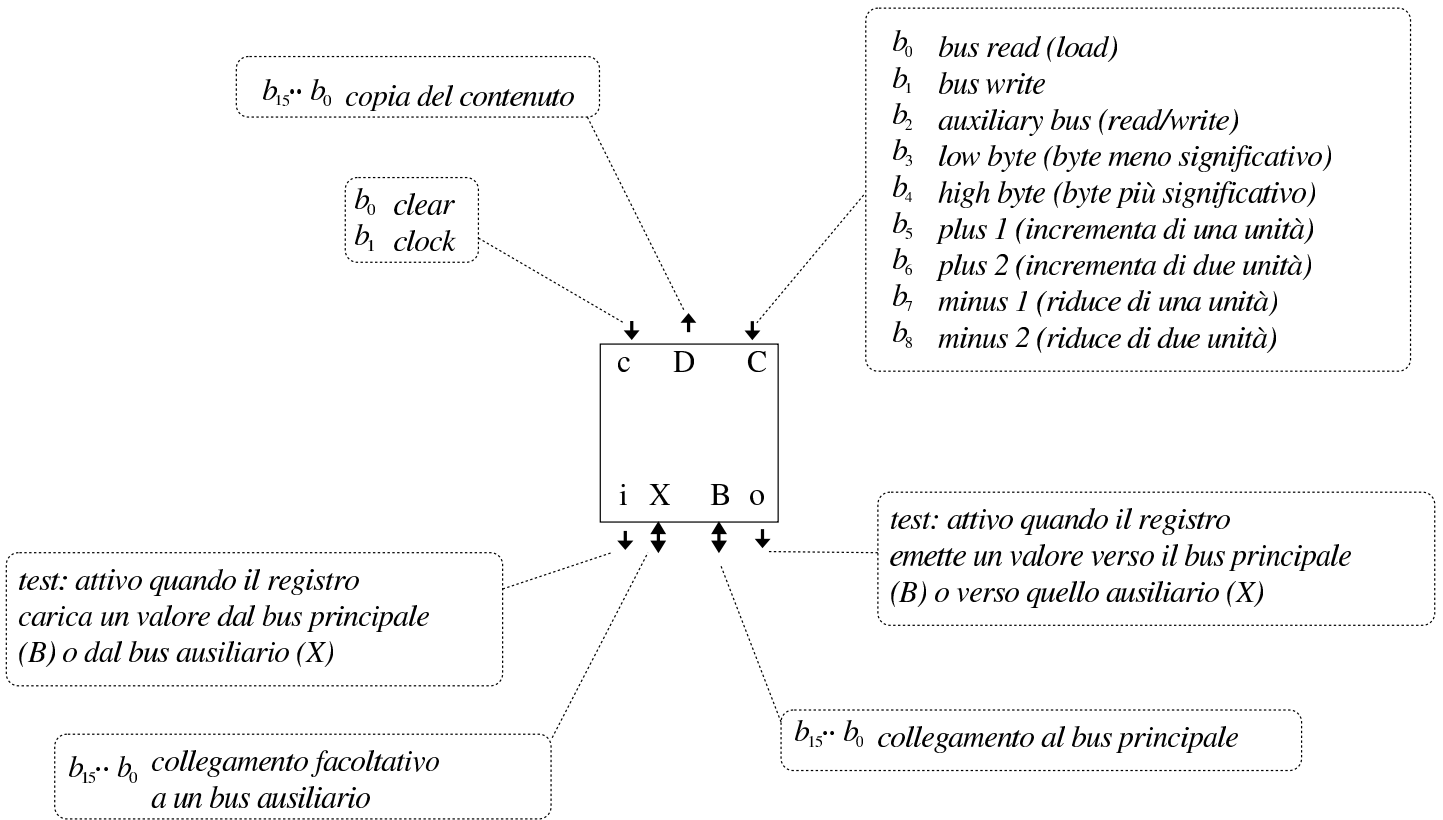 b15·· b0 copia del contenuto
b0 clear
b1 clock
b0 bus read (load)
b1 bus write
b2 auxiliary bus (read/write)
b3 low byte (byte meno significativo)
b4 high byte (byte più significativo)
b5 plus 1 (incrementa di una unità)
b6 plus 2 (incrementa di due unità)
b7 minus 1 (riduce di una unità)
b8 minus 2 (riduce di due unità)
c D C
i X B o
test: attivo quando il registro
carica un valore dal bus principale
(B) o dal bus ausiliario (X)
test: attivo quando il registro
emette un valore verso il bus principale
(B) o verso quello ausiliario (X)
b15·· b0 collegamento facoltativo
a un bus ausiliario
b15·· b0 collegamento al bus principale